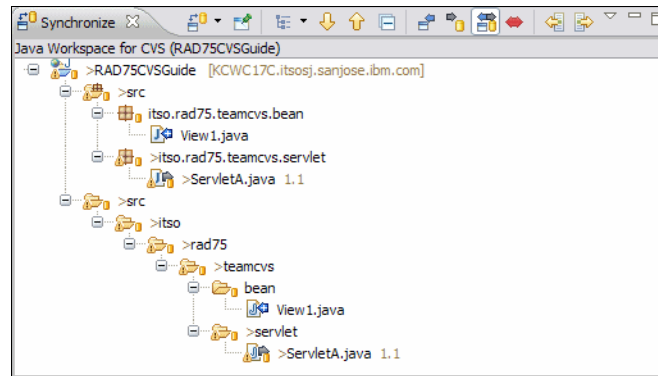 Synchronize
Java Workspace for CVS (RAD75CVSGuide)
>RAD75CVSGuide [KCWC17C.itsosj.sanjose.ibm.com]
>src
itso.rad75.teamcvs.bean
View1.java
>itso.rad75.teamcvs.servlet
>ServletA.java 1.1
>src
>itso
>rad75
>teamcvs
bean
View1.java
>servlet
>ServletA.java 1.1